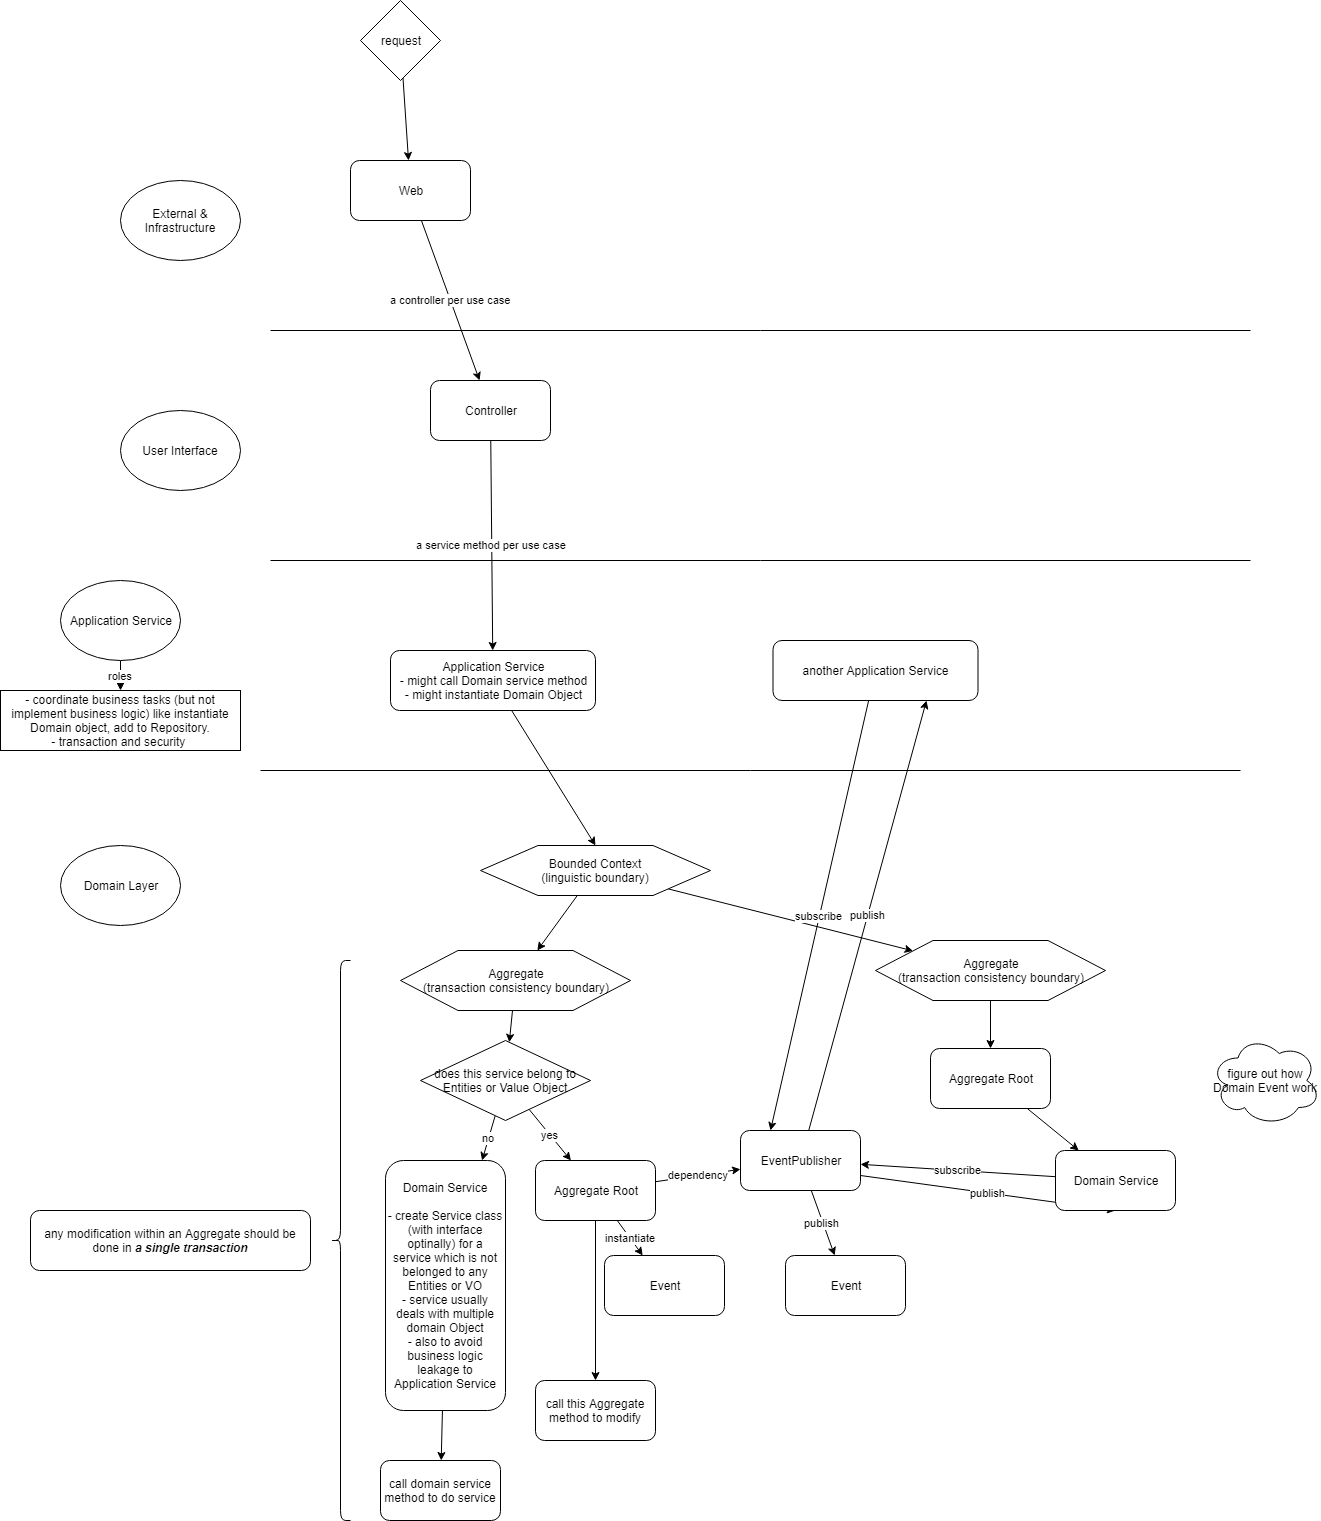 request
Web
External &
Infrastructure
a controller per use case
Controller
User Interface
a service method per use case
Application Service
roles
- coordinate business tasks (but not
implement business logic) like instantiate
Domain object, add to Repository.
- transaction and security
Application Service
- might call Domain service method
- might instantiate Domain Object
another Application Service
Bounded Context
(linguistic boundary)
Domain Layer
subscribe
publish
Aggregate
(transaction consistency boundary)
Aggregate
(transaction consistency boundary)
does this service belong to
Entities or Value Object
Aggregate Root
figure out how
Domain Event work
no
yes
EventPublisher
subscribe
publish
Domain Service
Domain Service
- create Service class
(with interface
optinally) for a
service which is not
belonged to any
Entities or VO
- service usually
deals with multiple
domain Object
- also to avoid
business logic
leakage to
Application Service
Aggregate Root
dependency
instantiate
publish
any modification within an Aggregate should be
done in a single transaction
Event
Event
call this Aggregate
method to modify
call domain service
method to do service